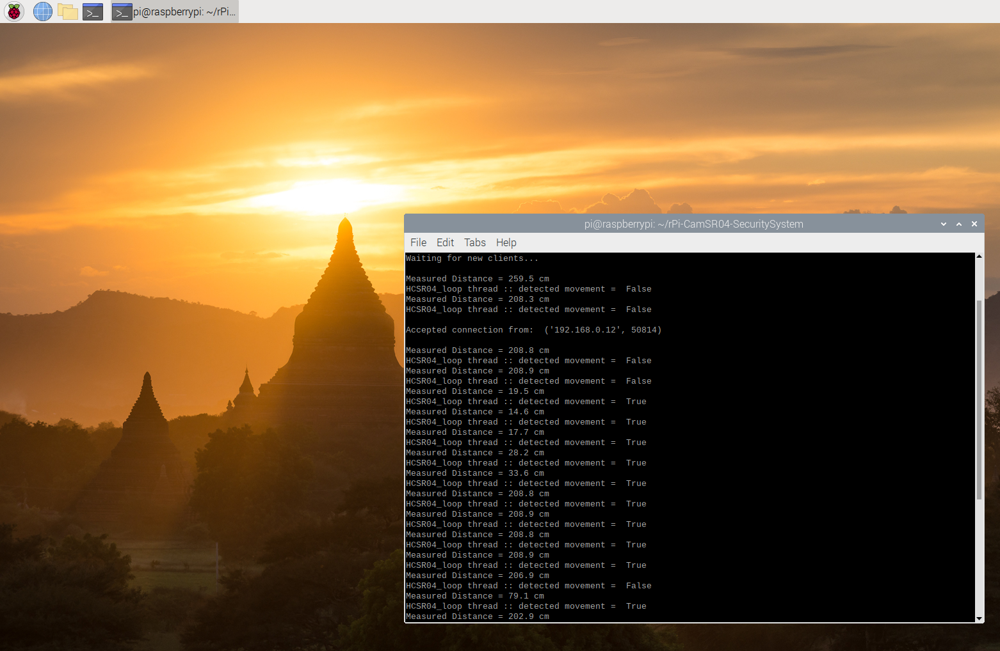 pi@raspberrypi: ~/rPi...
pi@raspberrypi: ~/rPi-CamSR04-SecuritySystem
File Edit Tabs Help
Waiting for new clients...
Measured Distance = 259.5 cm
HCSR04_loop thread :: detected movement =  False
Measured Distance = 208.3 cm
HCSR04_loop thread :: detected movement =  False
Accepted connection from:  ('192.168.0.12', 50814)
Measured Distance = 208.8 cm
HCSR04_loop thread :: detected movement =  False
Measured Distance = 208.9 cm
HCSR04_loop thread :: detected movement =  False
Measured Distance = 19.5 cm
HCSR04_loop thread :: detected movement =  True
Measured Distance = 14.6 cm
HCSR04_loop thread :: detected movement =  True
Measured Distance = 17.7 cm
HCSR04_loop thread :: detected movement =  True
Measured Distance = 28.2 cm
HCSR04_loop thread :: detected movement =  True
Measured Distance = 33.6 cm
HCSR04_loop thread :: detected movement =  True
Measured Distance = 208.8 cm
HCSR04_loop thread :: detected movement =  True
Measured Distance = 208.9 cm
HCSR04_loop thread :: detected movement =  True
Measured Distance = 208.8 cm
HCSR04_loop thread :: detected movement =  True
Measured Distance = 208.9 cm
HCSR04_loop thread :: detected movement =  True
Measured Distance = 206.9 cm
HCSR04_loop thread :: detected movement =  False
Measured Distance = 79.1 cm
HCSR04_loop thread :: detected movement =  True
Measured Distance = 202.9 cm